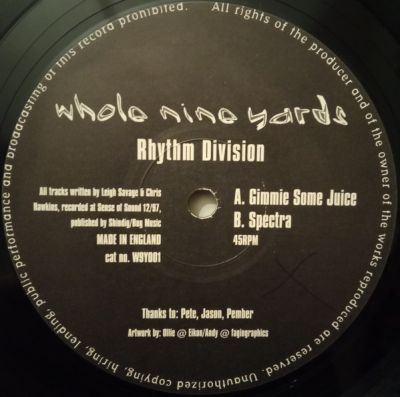 All rights of the producer and of the owner of the works reproduced are reserved. Unauthorized copying, hiring, lending, public performance and broadcasting of this record prohibited.
whole nine yards
Rhythm Division
All tracks written by Leigh Savage & Chris
Hawkins, recorded at Sense of Sound 12/97,
published by Shindig/Bug Music
MADE IN ENGLAND
cat no. W9Y001
A. Gimmie Some Juice
B. Spectra
45RPM
Thanks to: Pete, Jason, Pember
Artwork by: Ollie @ Eikon/Andy @ fogiographics